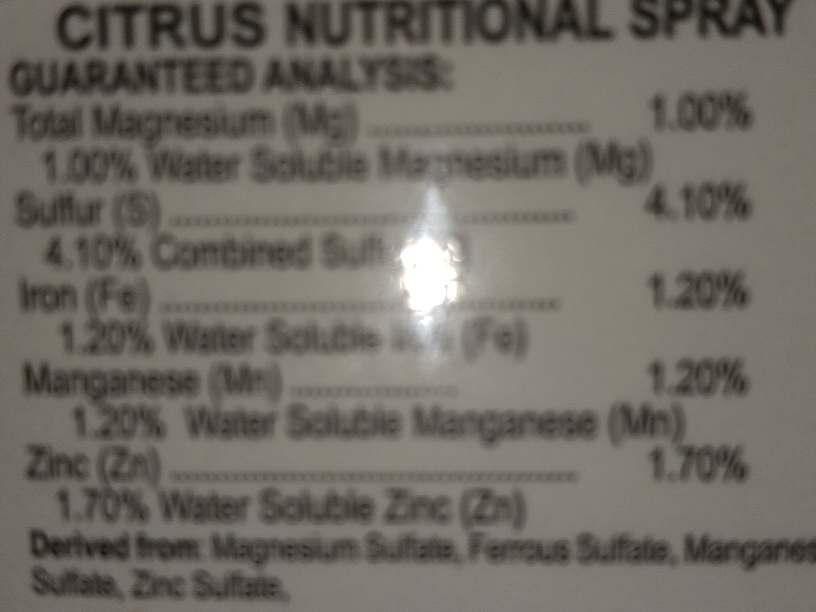 CITRUS NUTRITIONAL SPRAY
GUARANTEED ANALYSIS:
Total Magnesium (Mg) ........................ 1.00%
1.00% Water Soluble Magnesium (Mg)
Sulfur (S) ............................................. 4.10%
4.10% Combined
Iron (Fe) ............................................. 1.20%
1.20% Water Soluble (Fe)
Manganese (Mn) .................. 1.20%
1.20% Water Soluble Manganese (Mn)
Zinc (Zn) ............................................. 1.70%
1.70% Water Soluble Zinc (Zn)
Derived from: Magnesium Sulfate, Ferrous Sulfate, Manganes
Sulfate, Zinc Sulfate,